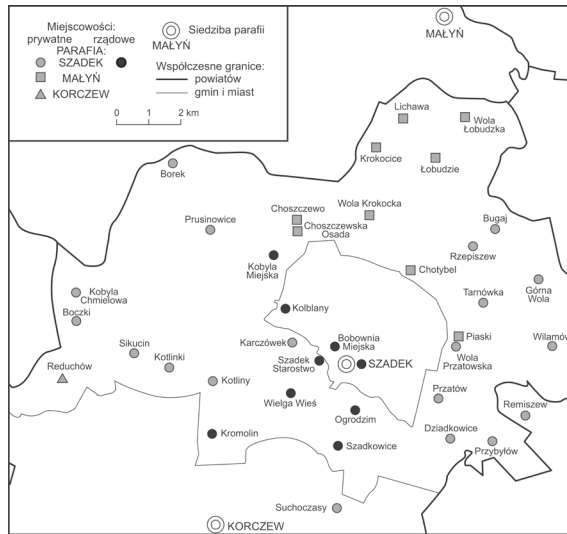 Miejscowości:
prywatne rządowe
PARAFIA:
SZADEK
MAŁYŃ
KORCZEW
MAŁYŃ
Siedziba parafii
Współczesne granice:
powiatów
gmin i miast
0 1 2 km
MAŁYŃ
Lichawa
Wola
Łobudzka
Krokocice
Łobudzie
Borek
Wola Krokocka
Choszczewo
Choszczewska
Osada
Prusinowice
Bugaj
Rzepiszew
Kobyla
Miejska
Chotybel
Górna
Wola
Kobyla
Chmielowa
Tarnówka
Boczki
Kolblany
Karczówek
Bobownia
Miejska
Piaski
Wilamów
Sikucin
Kotlinki
Szadek
Starostwo
SZADEK
Wola
Przatowska
Reduchów
Kotliny
Wielga Wieś
Przatów
Ogrodzim
Remiszew
Kromolin
Szadkowice
Dziadkowice
Przybyłów
Suchoczasy
KORCZEW